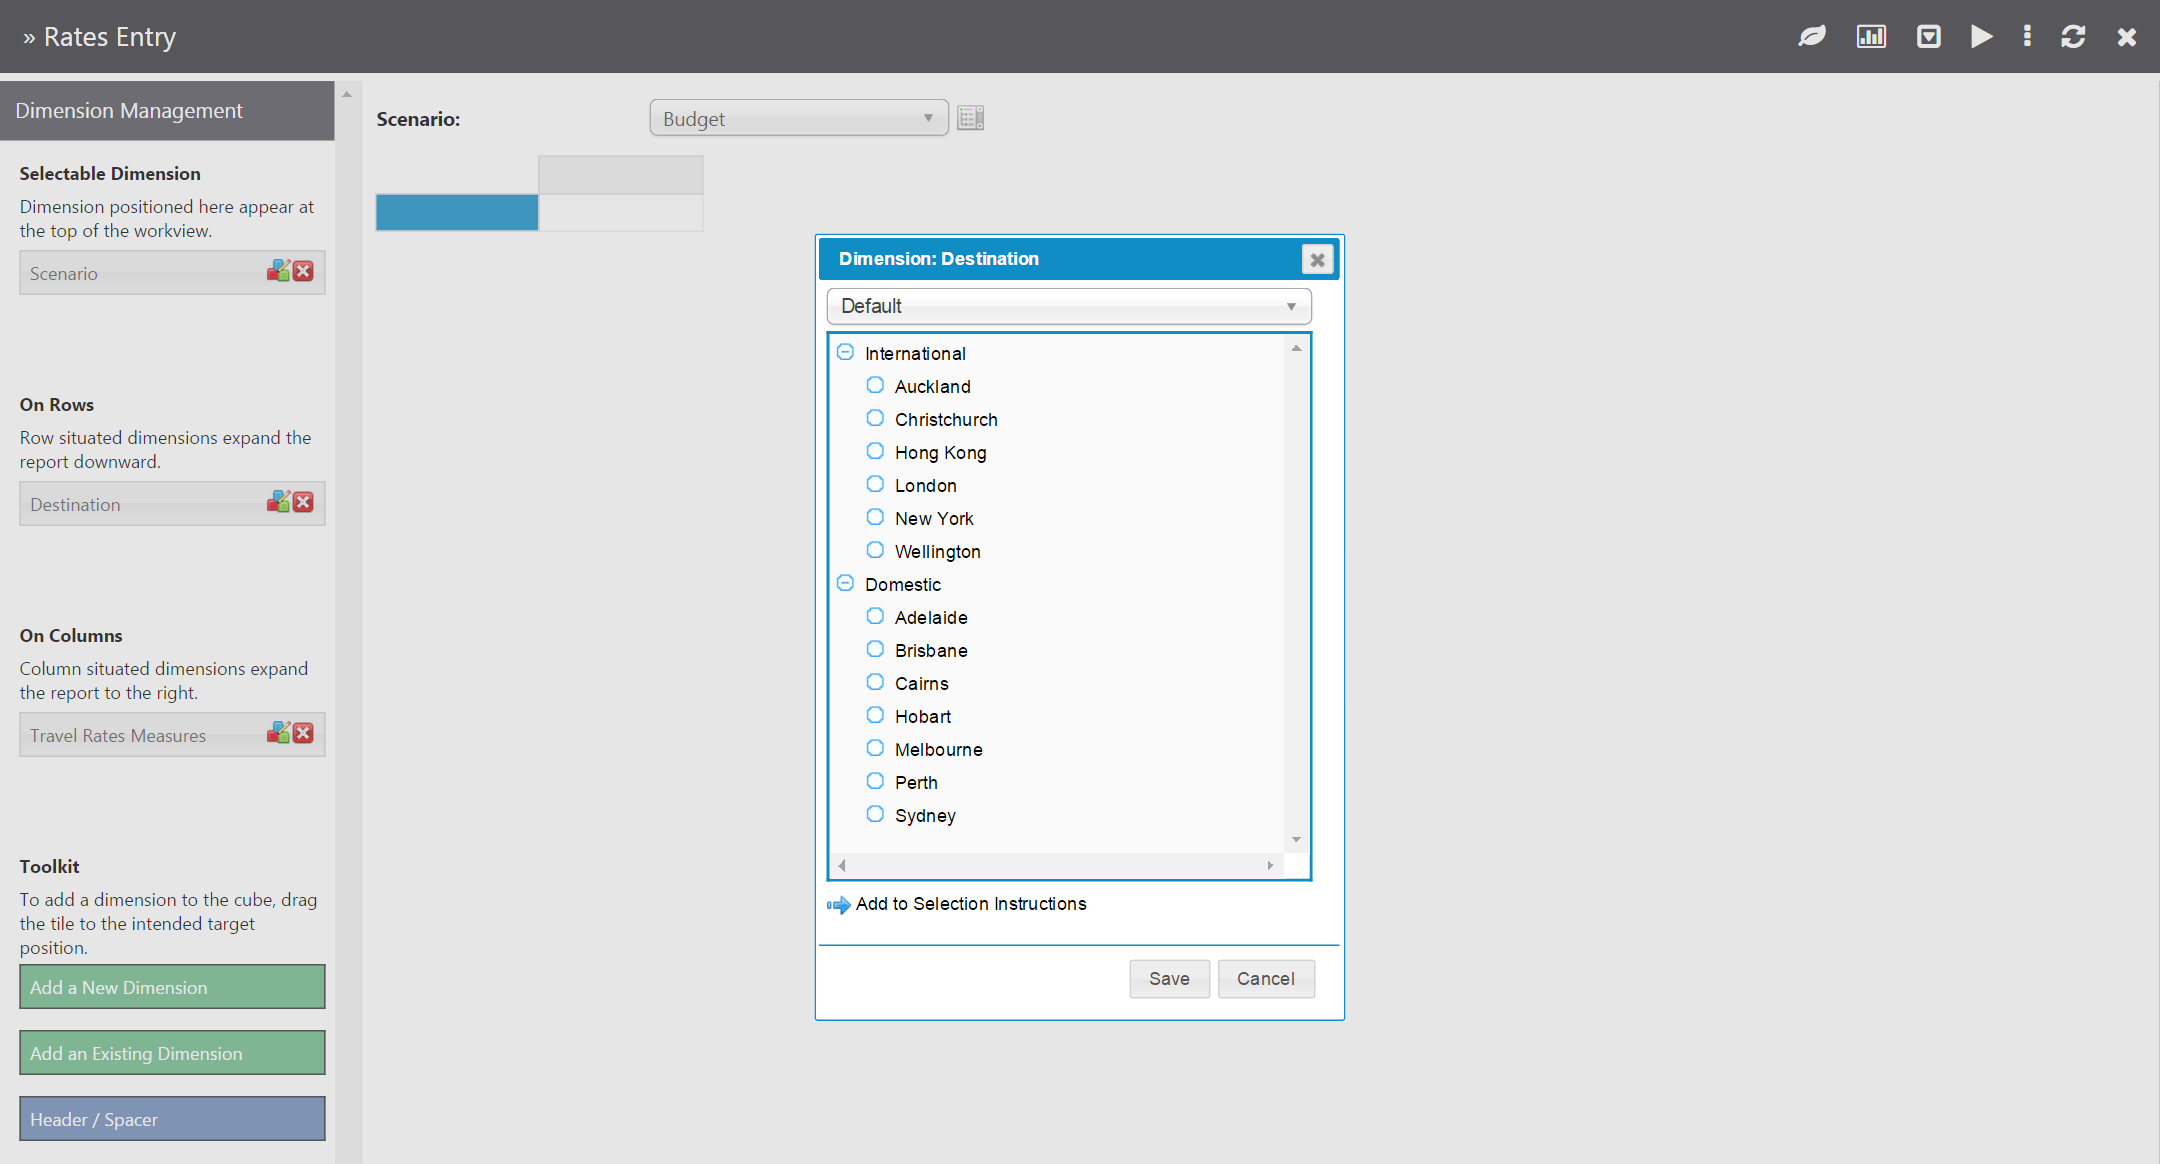 » Rates Entry
Dimension Management
Selectable Dimension
Dimension positioned here appear at
the top of the workview.
Scenario
On Rows
Row situated dimensions expand the
report downward.
Destination
On Columns
Column situated dimensions expand
the report to the right.
Travel Rates Measures
Toolkit
To add a dimension to the cube, drag
the tile to the intended target
position.
Add a New Dimension
Add an Existing Dimension
Header / Spacer
Scenario:
Budget
Dimension: Destination
Default
International
Auckland
Christchurch
Hong Kong
London
New York
Wellington
Domestic
Adelaide
Brisbane
Cairns
Hobart
Melbourne
Perth
Sydney
Add to Selection Instructions
Save
Cancel